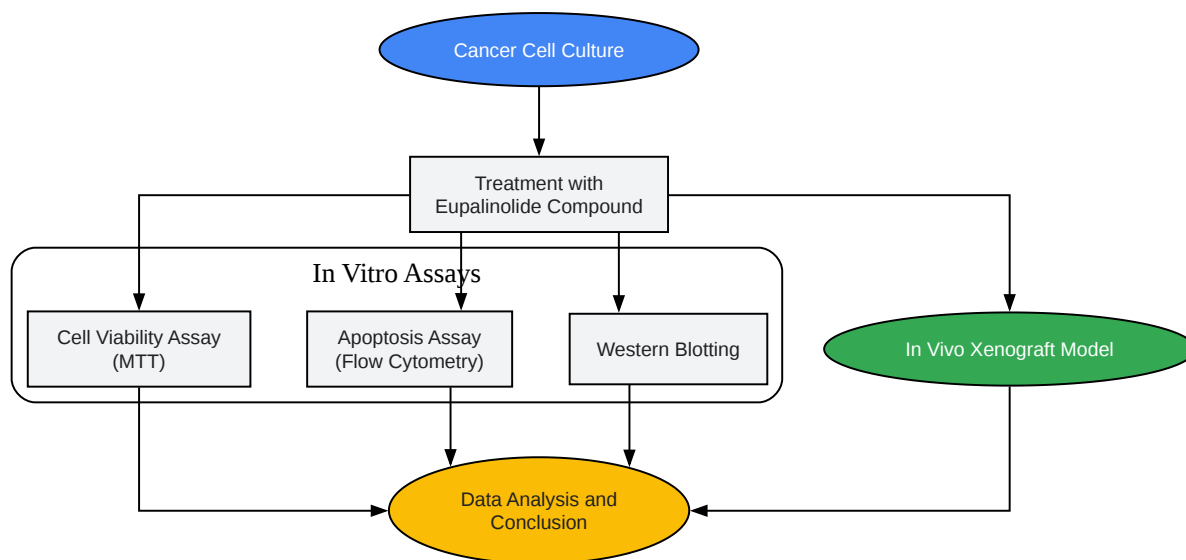 Cancer Cell Culture
Treatment with
Eupalinolide Compound
In Vitro Assays
Cell Viability Assay
(MTT)
Apoptosis Assay
(Flow Cytometry)
Western Blotting
In Vivo Xenograft Model
Data Analysis and
Conclusion